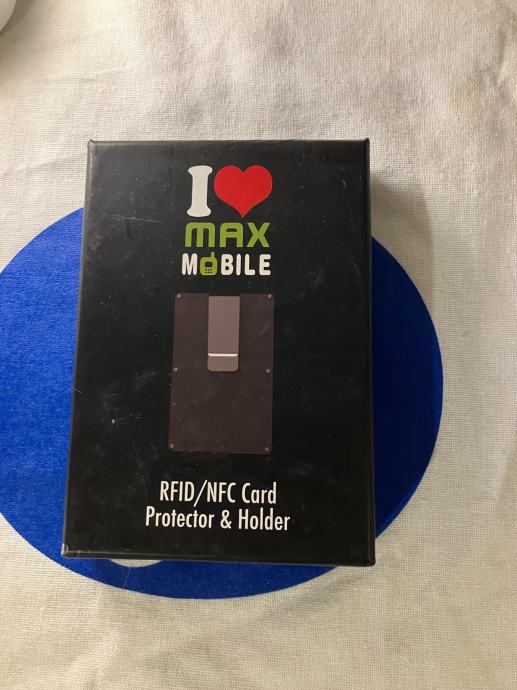 I ❤
MAX
MOBILE
RFID/NFC Card
Protector & Holder